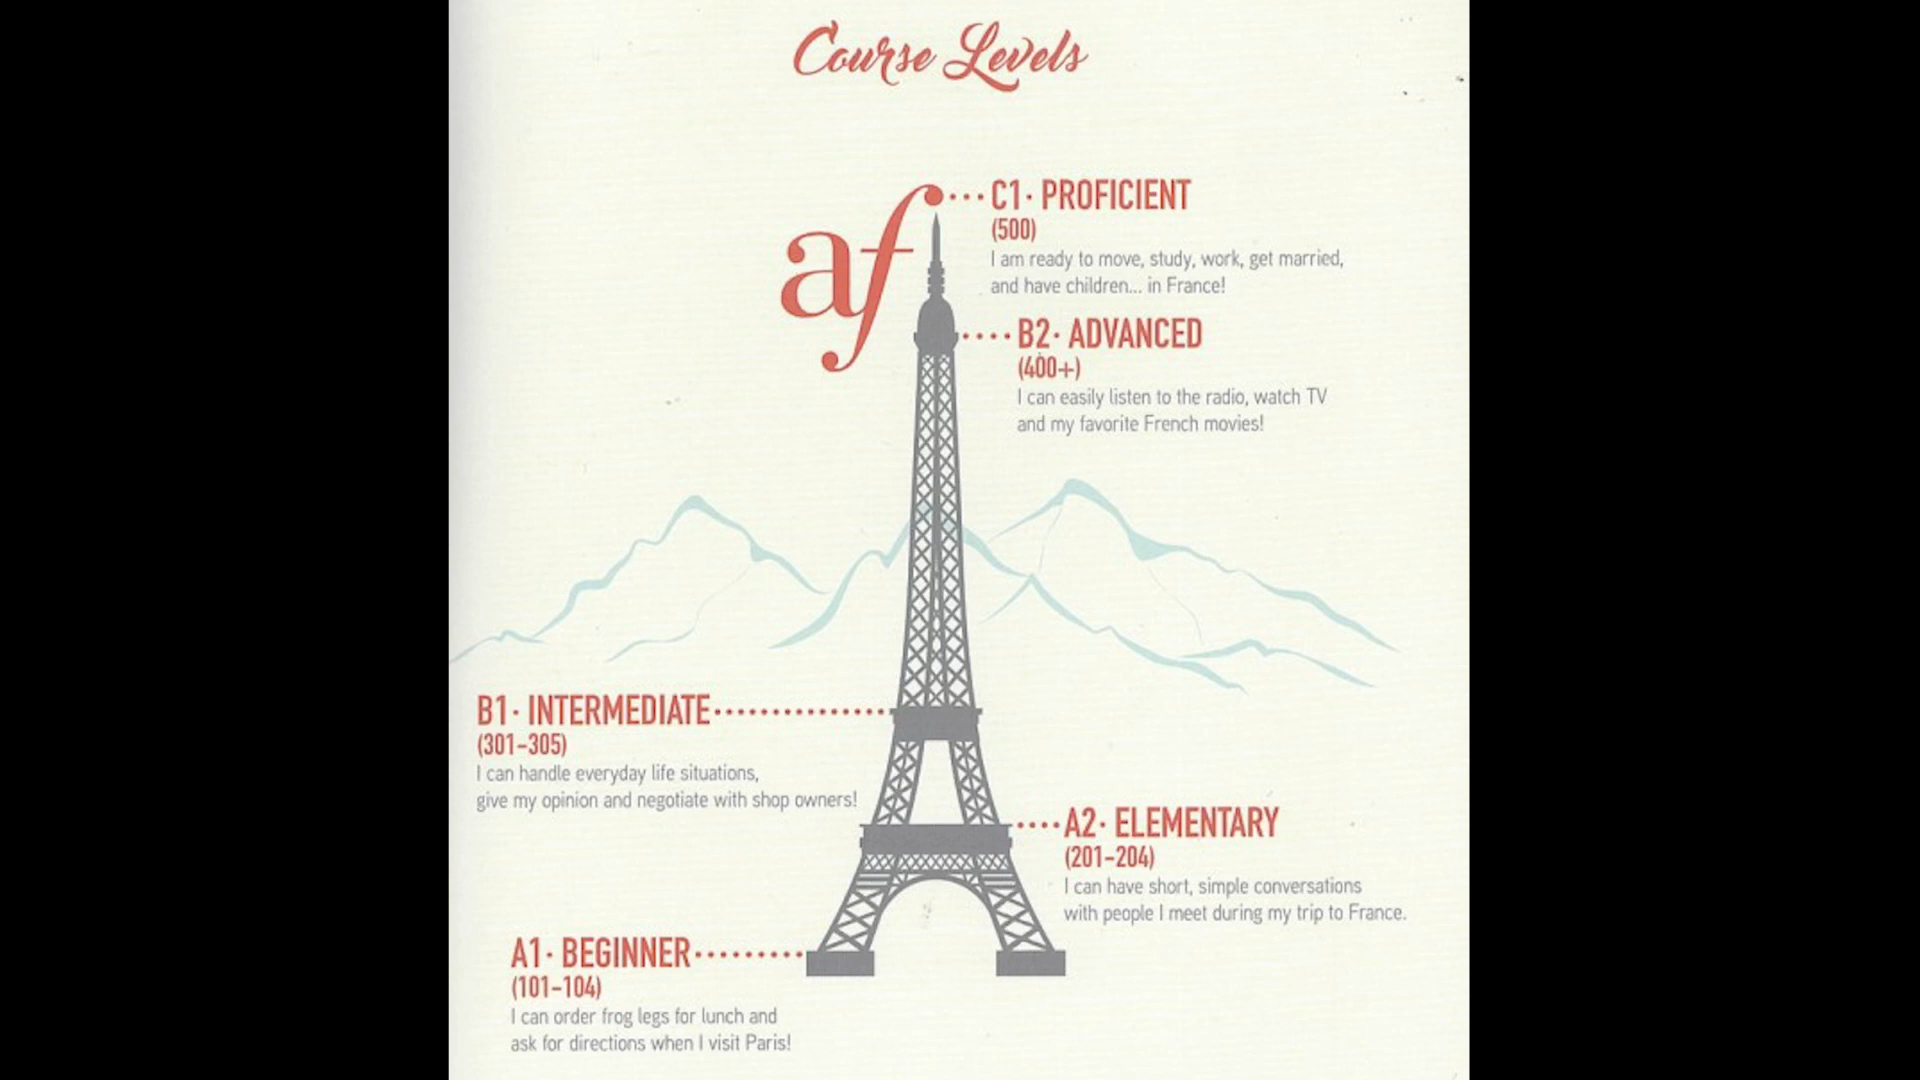 Course Levels
af
C1· PROFICIENT
(500)
I am ready to move, study, work, get married,
and have children... in France!
B2· ADVANCED
(400+)
I can easily listen to the radio, watch TV
and my favorite French movies!
B1· INTERMEDIATE
(301-305)
I can handle everyday life situations,
give my opinion and negotiate with shop owners!
A2· ELEMENTARY
(201-204)
I can have short, simple conversations
with people I meet during my trip to France.
A1· BEGINNER
(101-104)
I can order frog legs for lunch and
ask for directions when I visit Paris!